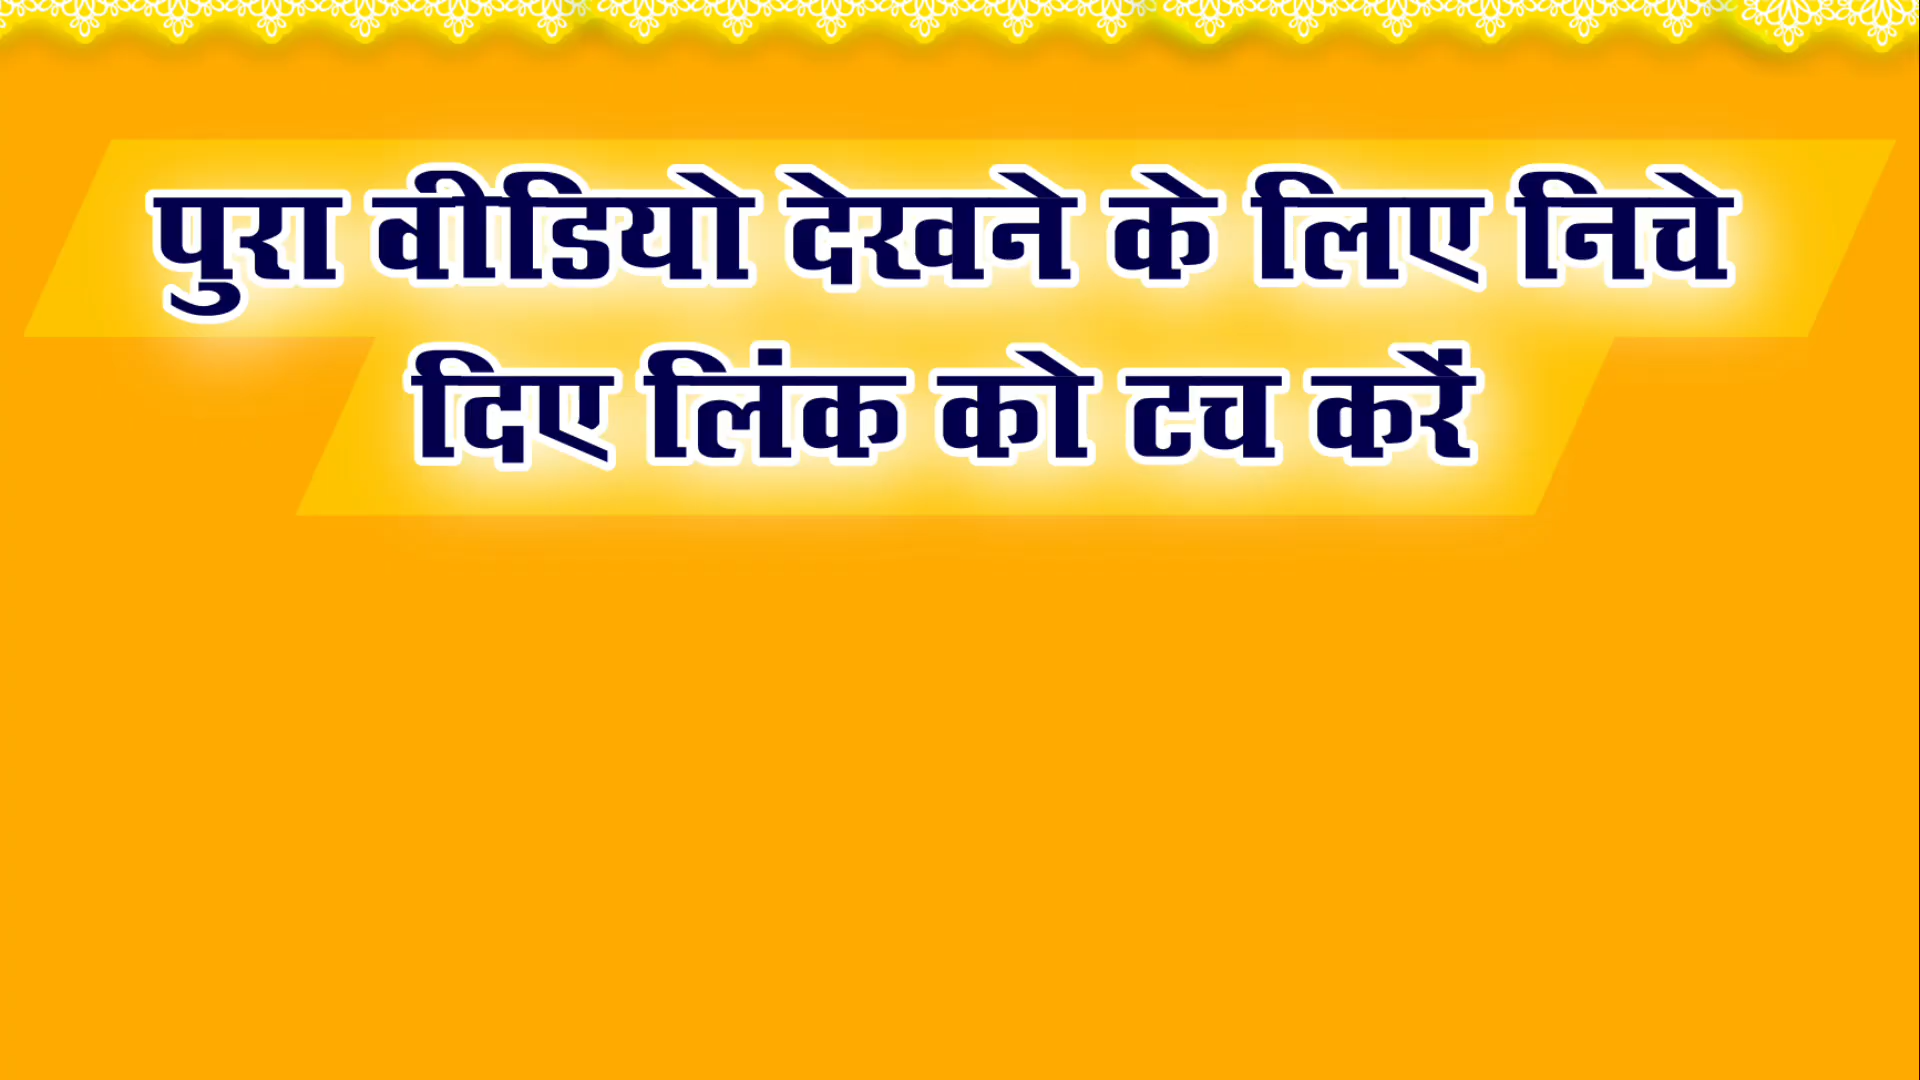 पुरा वीडियो देखने के लिए निचे
दिए लिंक को टच करें